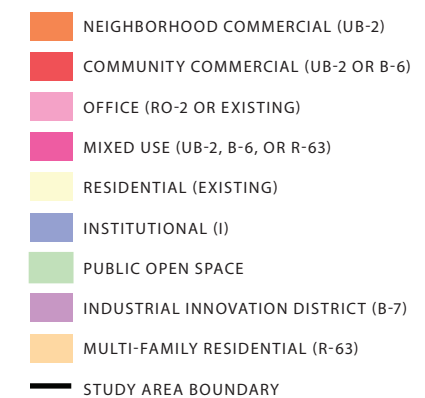 NEIGHBORHOOD COMMERCIAL (UB-2)
COMMUNITY COMMERCIAL (UB-2 OR B-6)
OFFICE (RO-2 OR EXISTING)
MIXED USE (UB-2, B-6, OR R-63)
RESIDENTIAL (EXISTING)
INSTITUTIONAL (I)
PUBLIC OPEN SPACE
INDUSTRIAL INNOVATION DISTRICT (B-7)
MULTI-FAMILY RESIDENTIAL (R-63)
STUDY AREA BOUNDARY